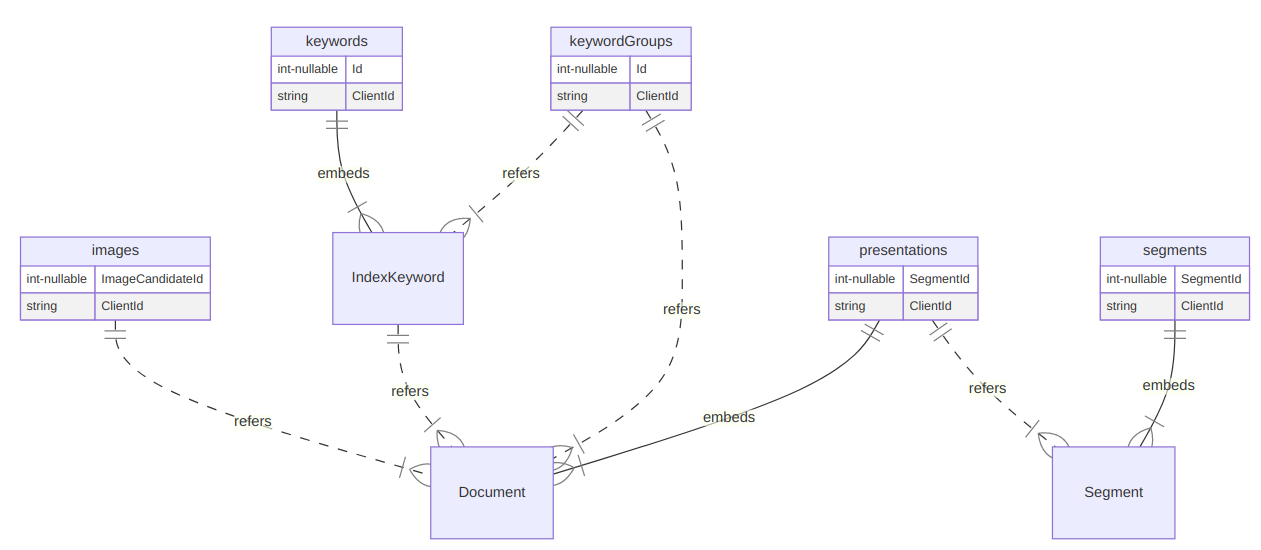 keywords
int-nullable Id
string ClientId
keywordGroups
int-nullable Id
string ClientId
embeds
refers
images
int-nullable ImageCandidateId
string ClientId
IndexKeyword
presentations
int-nullable SegmentId
string ClientId
segments
int-nullable SegmentId
string ClientId
refers
refers
refers
embeds
refers
embeds
Document
Segment